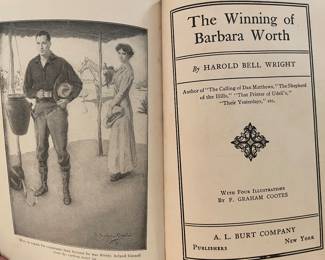 The Winning of
Barbara Worth
By HAROLD BELL WRIGHT
Author of "The Calling of Dan Matthews," "The Shepherd
of the Hills," "That Printer of Udell's,"
"Their Yesterdays," etc.
WITH FOUR ILLUSTRATIONS
BY F. GRAHAM COOTES
A. L. BURT COMPANY
PUBLISHERS NEW YORK